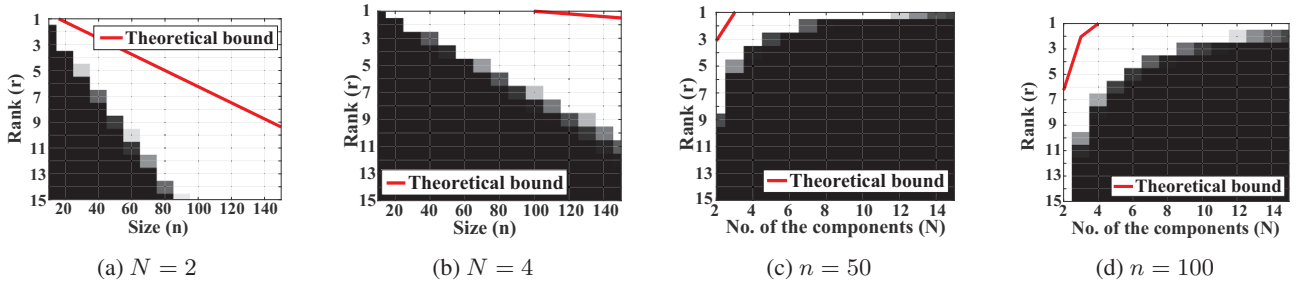 Rank (r)
1
3
5
7
9
11
13
15
Theoretical bound
20 40 60 80 100 120 140
Size (n)
(a) N = 2
Rank (r)
1
3
5
7
9
11
13
15
Theoretical bound
20 40 60 80 100 120 140
Size (n)
(b) N = 4
Rank (r)
1
3
5
7
9
11
13
15
Theoretical bound
2 4 6 8 10 12 14
No. of the components (N)
(c) n = 50
Rank (r)
1
3
5
7
9
11
13
15
Theoretical bound
2 4 6 8 10 12 14
No. of the components (N)
(d) n = 100